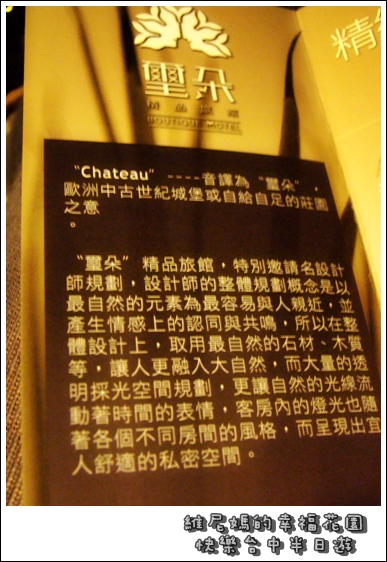 精
璽朵
精品旅館
BOUTIQUE MOTEL
“Chateau”----音譯為“璽朵”，
歐洲中古世紀城堡或自給自足的莊園
之意
。
“璽朵”精品旅館，特別邀請名設計
師規劃，設計師的整體規劃概念是以
最自然的元素為最容易與人親近，並
產生情感上的認同與共鳴，所以在整
體設計上，取用最自然的石材、木質
等，讓人更融入大自然，而大量的透
明採光空間規劃，更讓自然的光線流
動著時間的表情，客房內的燈光也隨
著各個不同房間的風格，而呈現出宜
人舒適的私密空間。
維尼媽的幸福花園
快樂台中半日遊